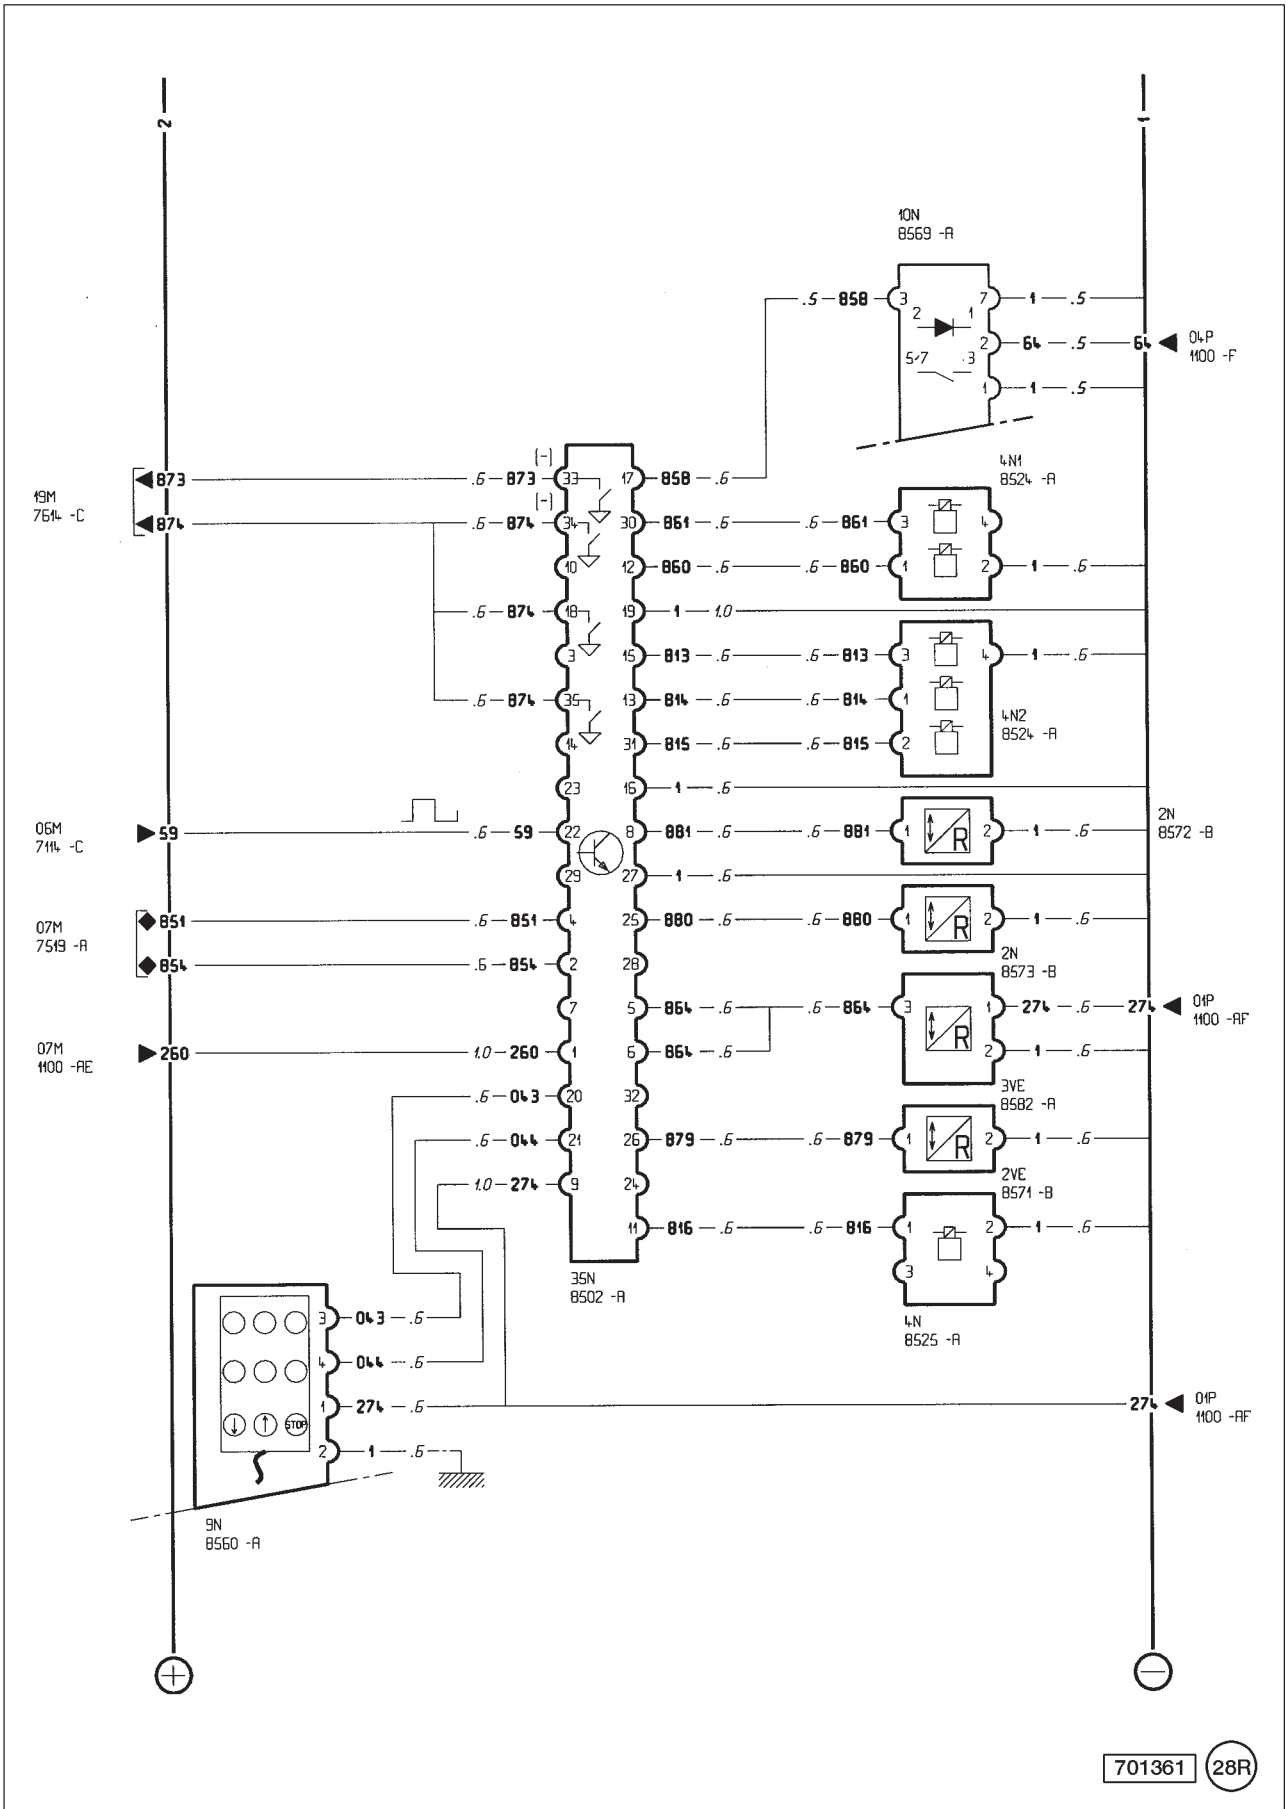 2
1
10N
8569 -A
.5 858 3 7 1 .5
2 1
2 64 .5 64 04P
1100 -F
5-7 3
1 1 .5
4N1
8524 -A
19M
7614 -C
873 .6 873 [-] 33 17 858 .6
874 .6 874 [-] 34 30 861 .6 .6 861 3 4
10 12 860 .6 .6 860 1 2 1 .6
.6 874 18 19 1 1.0
3 15 813 .6 .6 813 3 4 1 .6
.6 874 35 13 814 .6 .6 814 1
4N2
8524 -A
14 31 815 .6 .6 815 2
23 16 1 .6
06M
7114 -C
59 .6 59 22 8 881 .6 .6 881 1 R 2 1 .6
2N
8572 -B
29 27 1 .6
07M
7519 -A
851 .6 851 4 25 880 .6 .6 880 1 R 2 1 .6
2N
8573 -B
854 .6 854 2 28
7 5 864 .6 .6 864 3 R 1 274 .6 274 01P
1100 -AF
07M
1100 -AE
260 1.0 260 1 6 864 .6 2 1 .6
3VE
8582 -A
.6 043 20 32
.6 044 21 26 879 .6 .6 879 1 R 2 1 .6
2VE
8571 -B
1.0 274 9 24
11 816 .6 .6 816 1 2 1 .6
3 4
35N
8502 -A
4N
8525 -A
3 043 .6
4 044 .6
STOP 1 274 .6 274 01P
1100 -AF
2 1 .6
9N
8560 -A
701361 28R